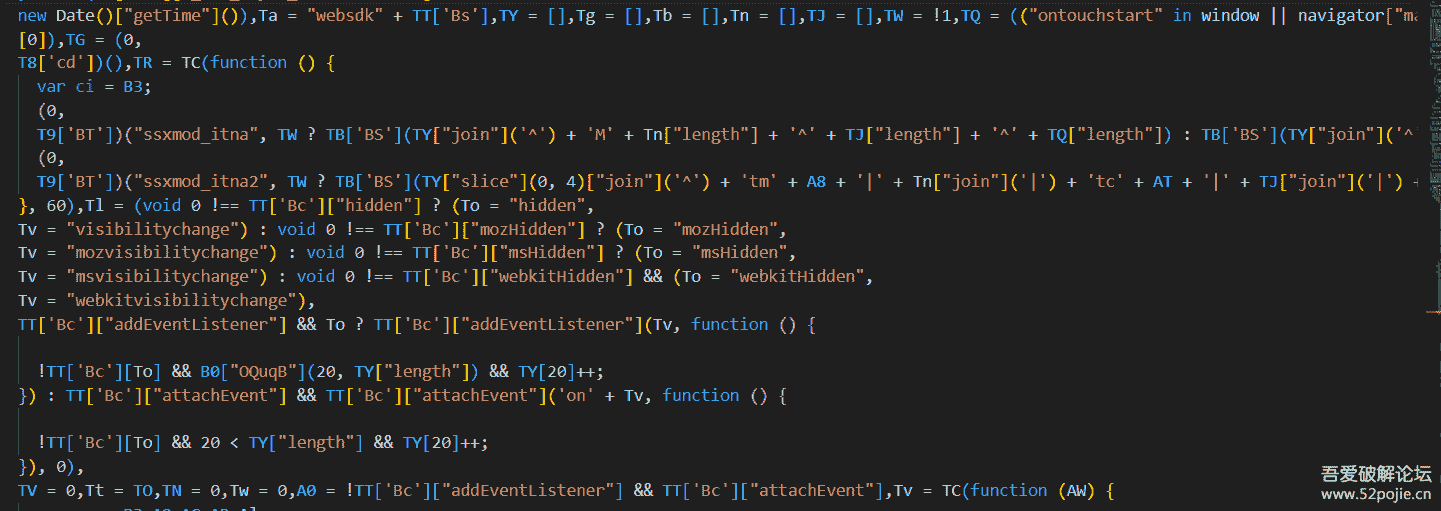 new Date()["getTime"]()),Ta = "websdk" + TT['Bs'],TY = [],Tg = [],Tb = [],Tn = [],TJ = [],TW = !1,TQ = (("ontouchstart" in window || navigator["ma
[0]),TG = (0,
T8['cd'])(),TR = TC(function () {
var ci = B3;
(0,
T9['BT'])("ssxmod_itna", TW ? TB['BS'](TY["join"]('^') + 'M' + Tn["length"] + '^' + TJ["length"] + '^' + TQ["length"]) : TB['BS'](TY["join"]('^
(0,
T9['BT'])("ssxmod_itna2", TW ? TB['BS'](TY["slice"](0, 4)["join"]('^') + 'tm' + A8 + '|' + Tn["join"]('|') + 'tc' + AT + '|' + TJ["join"]('|') +
}, 60),Tl = (void 0 !== TT['Bc']["hidden"] ? (To = "hidden",
Tv = "visibilitychange") : void 0 !== TT['Bc']["mozHidden"] ? (To = "mozHidden",
Tv = "mozvisibilitychange") : void 0 !== TT['Bc']["msHidden"] ? (To = "msHidden",
Tv = "msvisibilitychange") : void 0 !== TT['Bc']["webkitHidden"] && (To = "webkitHidden",
Tv = "webkitvisibilitychange"),
TT['Bc']["addEventListener"] && To ? TT['Bc']["addEventListener"](Tv, function () {
!TT['Bc'][To] && B0["OQuqB"](20, TY["length"]) && TY[20]++;
}) : TT['Bc']["attachEvent"] && TT['Bc']["attachEvent"]('on' + Tv, function () {
!TT['Bc'][To] && 20 < TY["length"] && TY[20]++;
}), 0),
TV = 0,Tt = TO,TN = 0,Tw = 0,A0 = !TT['Bc']["addEventListener"] && TT['Bc']["attachEvent"],Tv = TC(function (AW) {
吾爱破解论坛
www.52pojie.cn